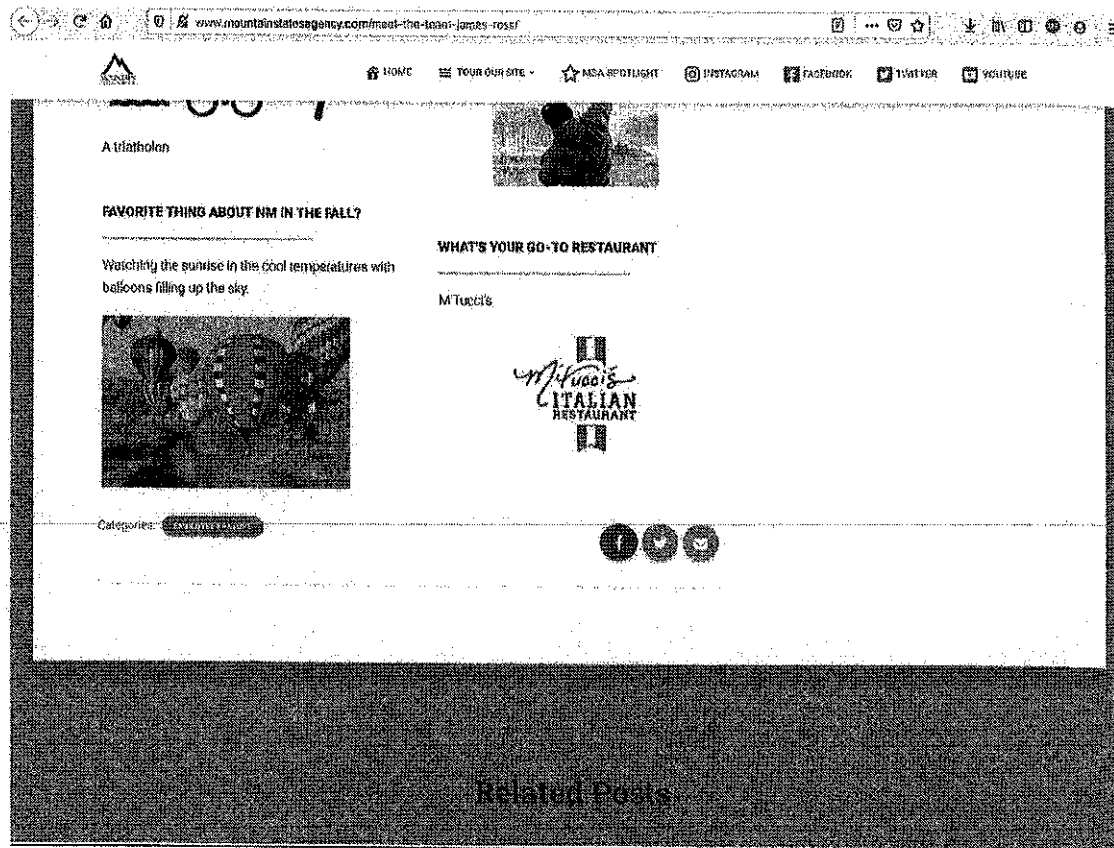 www.mountainstatesagency.com/meet-the-team-james-ross/
HOME TOUR OUR SITE MSA SPOTLIGHT INSTAGRAM FACEBOOK TWITTER YOUTUBE
A triatholon
FAVORITE THING ABOUT NM IN THE FALL?
Watching the sunrise in the cool temperatures with
balloons filling up the sky.
WHAT'S YOUR GO-TO RESTAURANT
M'Tucci's
M'tucci's
ITALIAN
RESTAURANT
Categories:
Related Posts